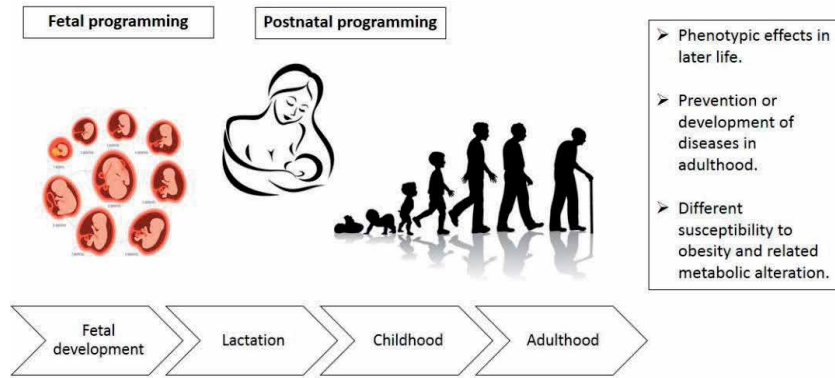 Fetal programming
Postnatal programming
➢ Phenotypic effects in
later life.
➢ Prevention or
development of
diseases in
adulthood.
➢ Different
susceptibility to
obesity and related
metabolic alteration.
Fetal
development
Lactation
Childhood
Adulthood